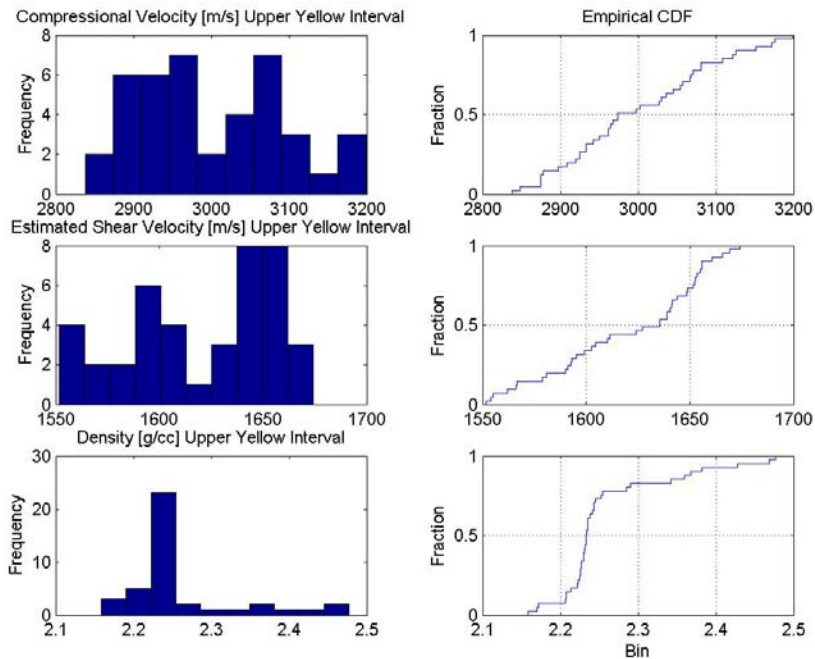 Compressional Velocity [m/s] Upper Yellow Interval
Frequency
8
6
4
2
0
2800 2900 3000 3100 3200
Empirical CDF
Fraction
1
0.5
0
2800 2900 3000 3100 3200
Estimated Shear Velocity [m/s] Upper Yellow Interval
Frequency
8
6
4
2
0
1550 1600 1650 1700
Fraction
1
0.5
0
1550 1600 1650 1700
Density [g/cc] Upper Yellow Interval
Frequency
30
20
10
0
2.1 2.2 2.3 2.4 2.5
Fraction
1
0.5
0
2.1 2.2 2.3 2.4 2.5
Bin